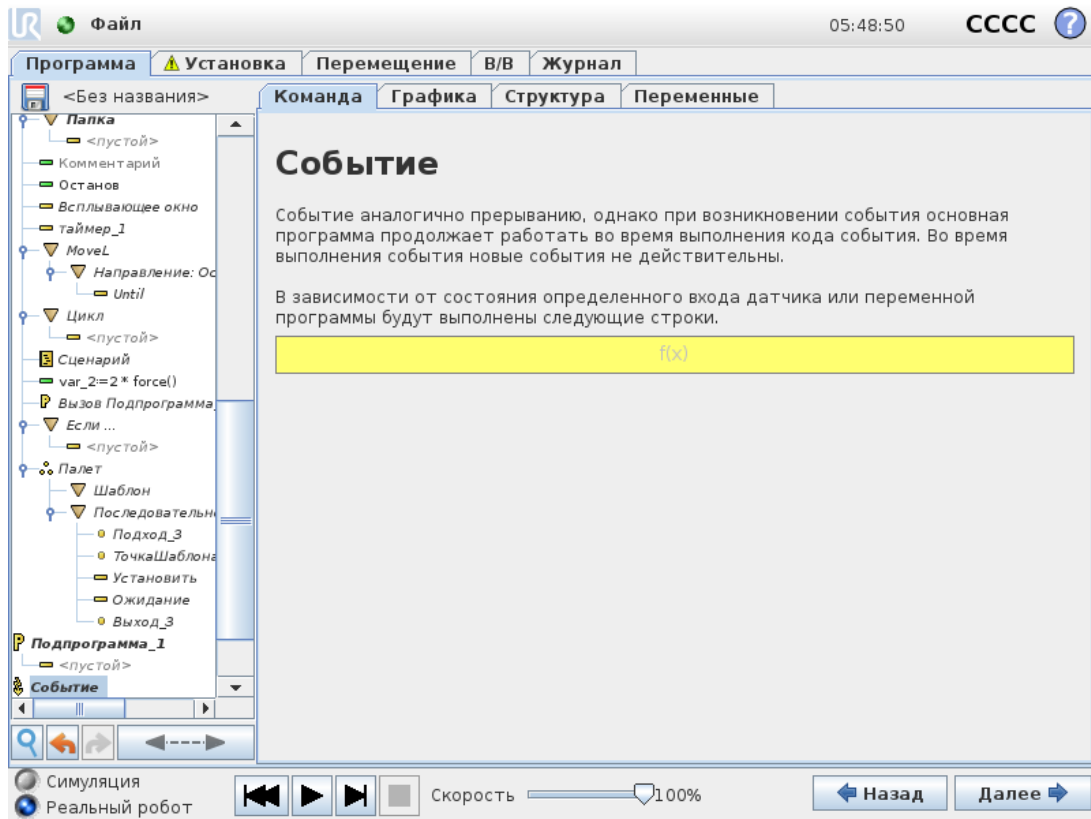 UR Файл 05:48:50 CCCC ?
Программа Установка Перемещение В/В Журнал
<Без названия>
Команда Графика Структура Переменные
Папка
<пустой>
Комментарий
Останов
Всплывающее окно
таймер_1
MoveL
Направление: Ос
Until
Цикл
<пустой>
Сценарий
var_2:=2 * force()
Вызов Подпрограмма_
Если ...
<пустой>
Палет
Шаблон
Последовательн
Подход_3
ТочкаШаблона
Установить
Ожидание
Выход_3
P Подпрограмма_1
<пустой>
Событие
Событие
Событие аналогично прерыванию, однако при возникновении события основная
программа продолжает работать во время выполнения кода события. Во время
выполнения события новые события не действительны.
В зависимости от состояния определенного входа датчика или переменной
программы будут выполнены следующие строки.
f(x)
Симуляция
Реальный робот
Скорость 100%
Назад Далее